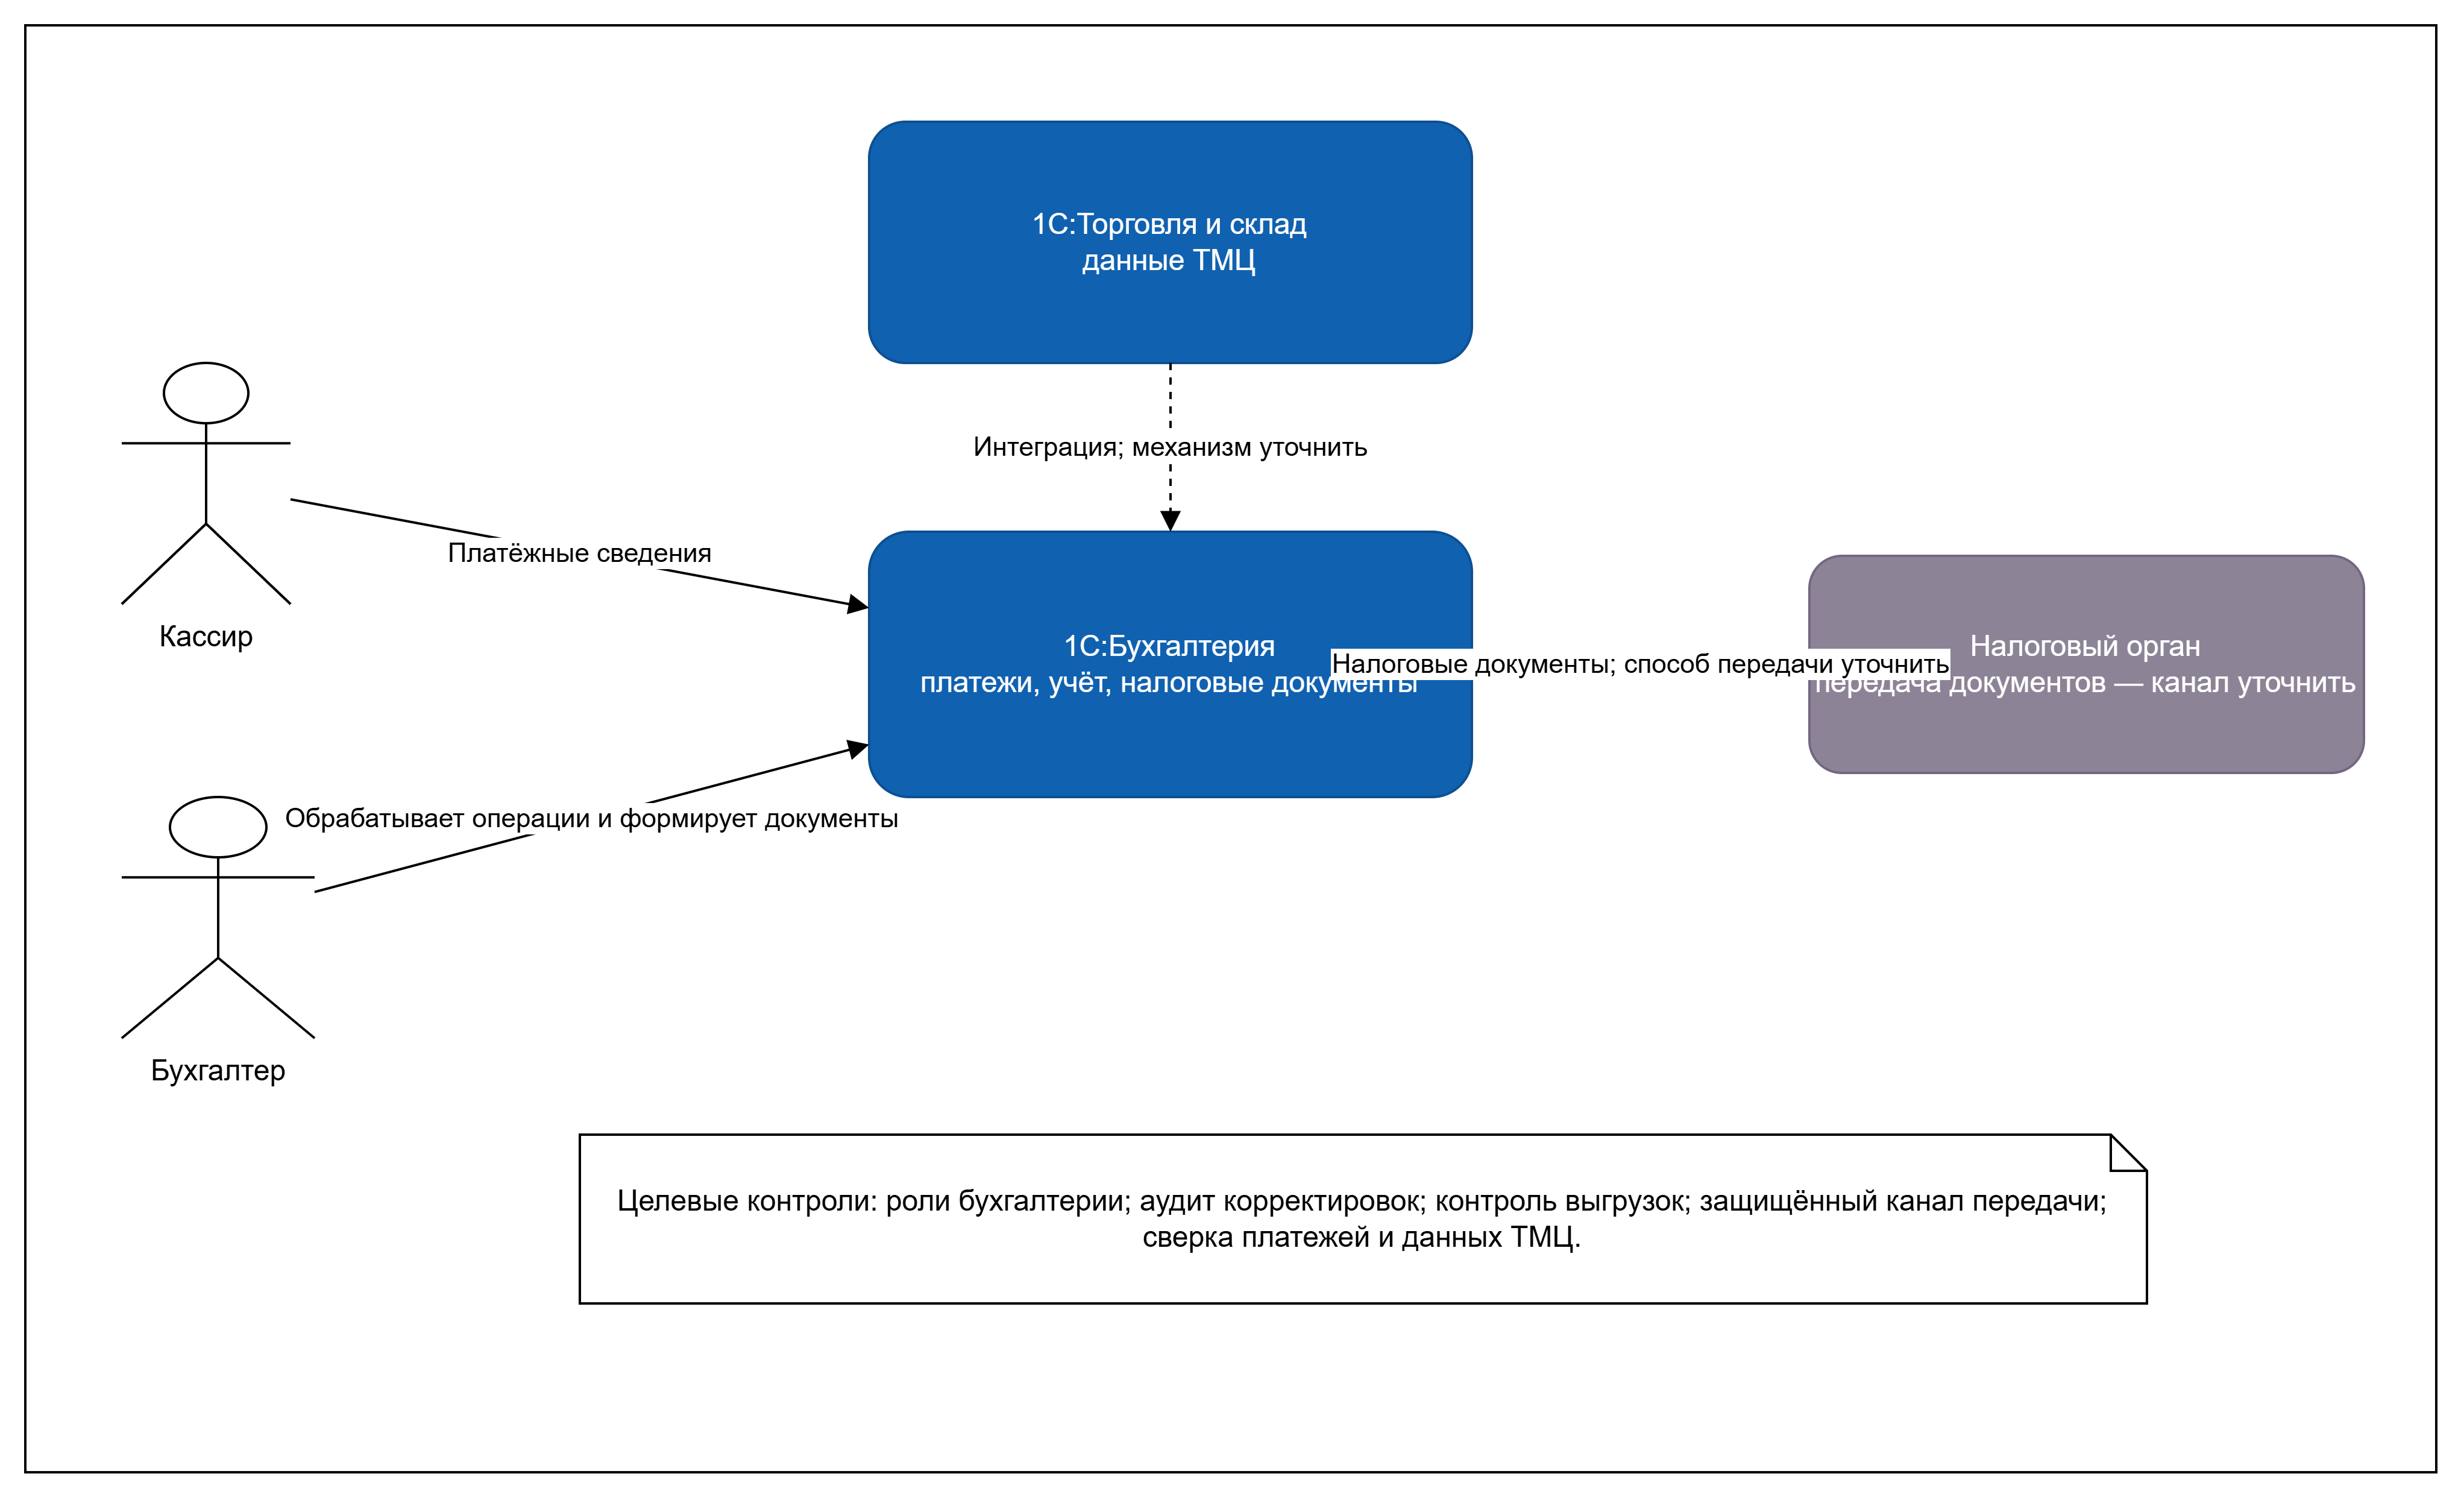 1С:Торговля и склад
данные ТМЦ
Интеграция; механизм уточнить
Платёжные сведения
Кассир
1С:Бухгалтерия
платежи, учёт, налоговые документы
Налоговые документы; способ передачи уточнить
Налоговый орган
передача документов — канал уточнить
Обрабатывает операции и формирует документы
Бухгалтер
Целевые контроли: роли бухгалтерии; аудит корректировок; контроль выгрузок; защищённый канал передачи;
сверка платежей и данных ТМЦ.